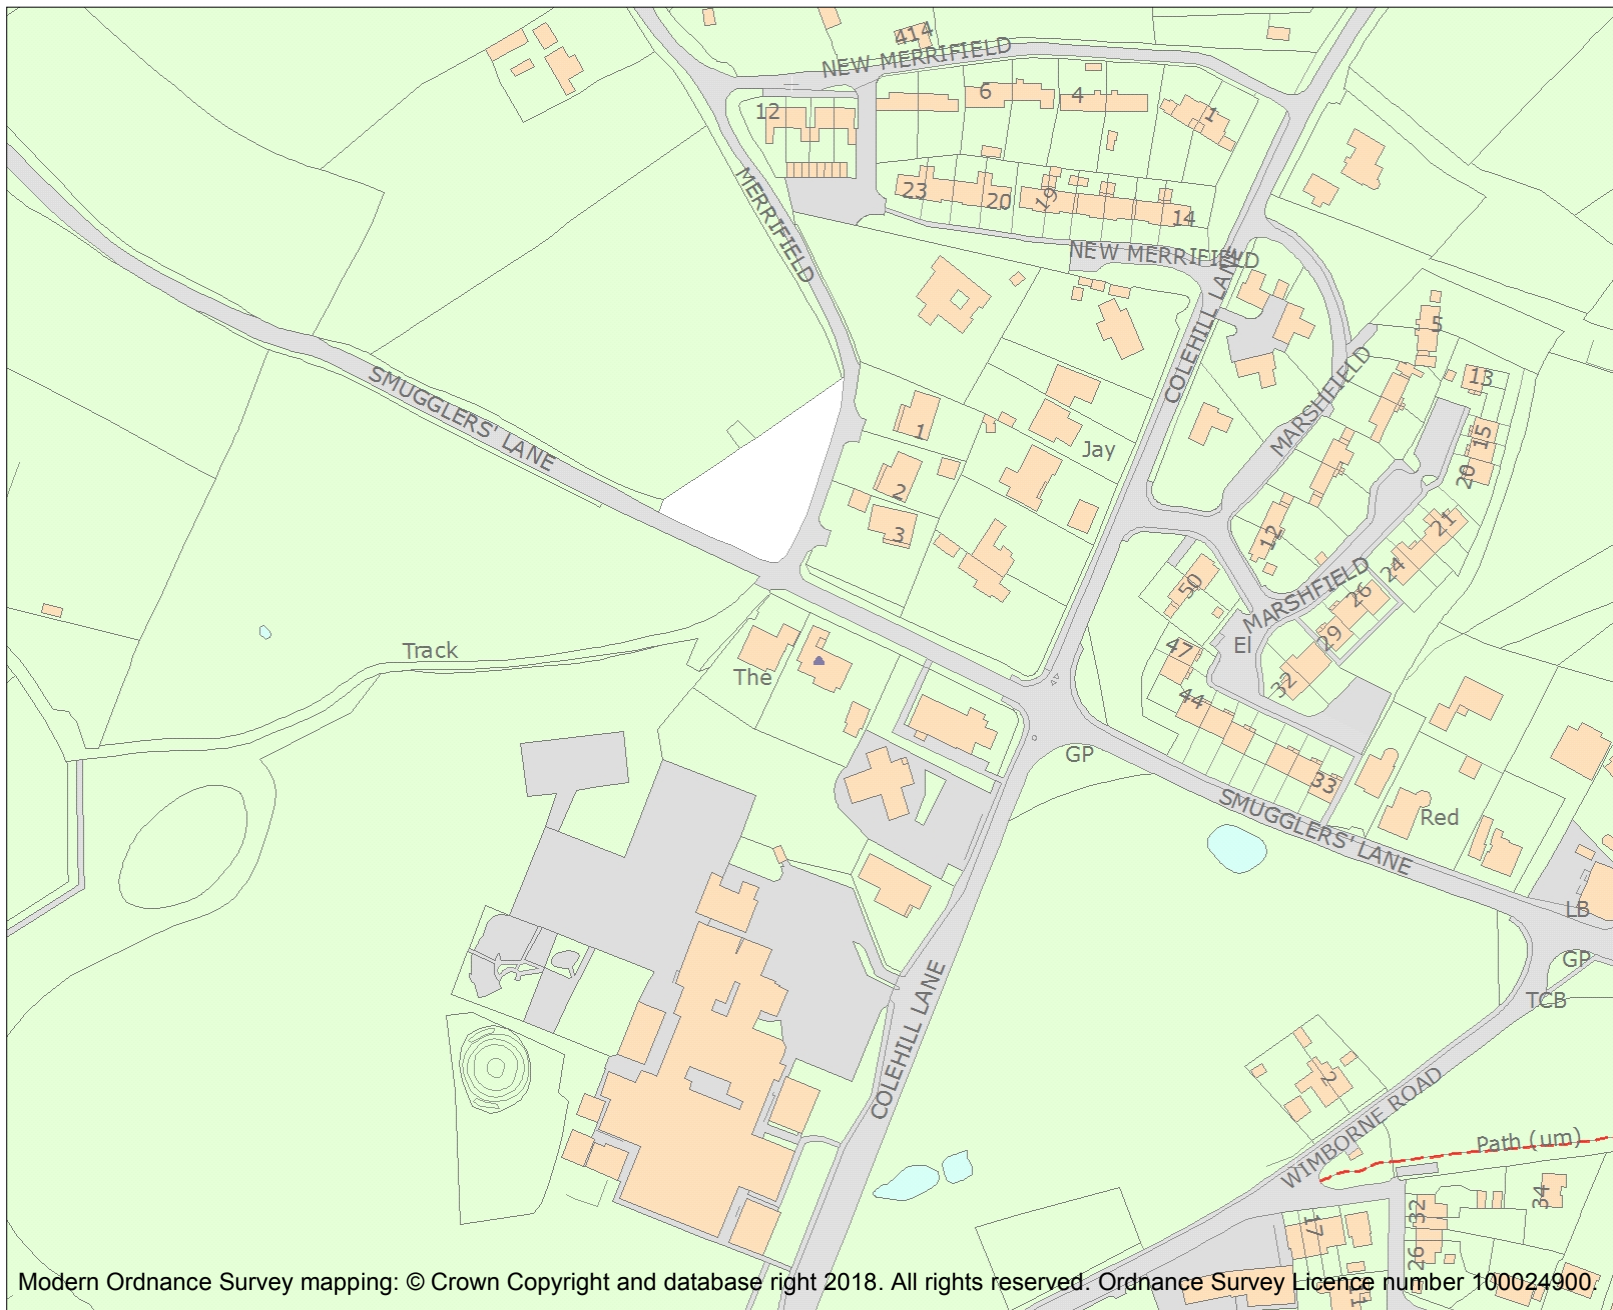 414
NEW MERRIFIELD
6
4
1
12
MERRIFIELD
23
20
19
14
NEW MERRIFIELD
COLEHILL LANE
5
SMUGGLERS' LANE
MARSHFIELD
13
1
Jay
15
20
2
3
12
21
24
50
MARSHFIELD
26
29
El
Track
The
47
32
44
GP
33
SMUGGLERS' LANE
Red
LB
GP
TCB
COLEHILL LANE
2
WIMBORNE ROAD
Path (um)
34
32
17
26
11
Modern Ordnance Survey mapping: © Crown Copyright and database right 2018. All rights reserved. Ordnance Survey Licence number 100024900.